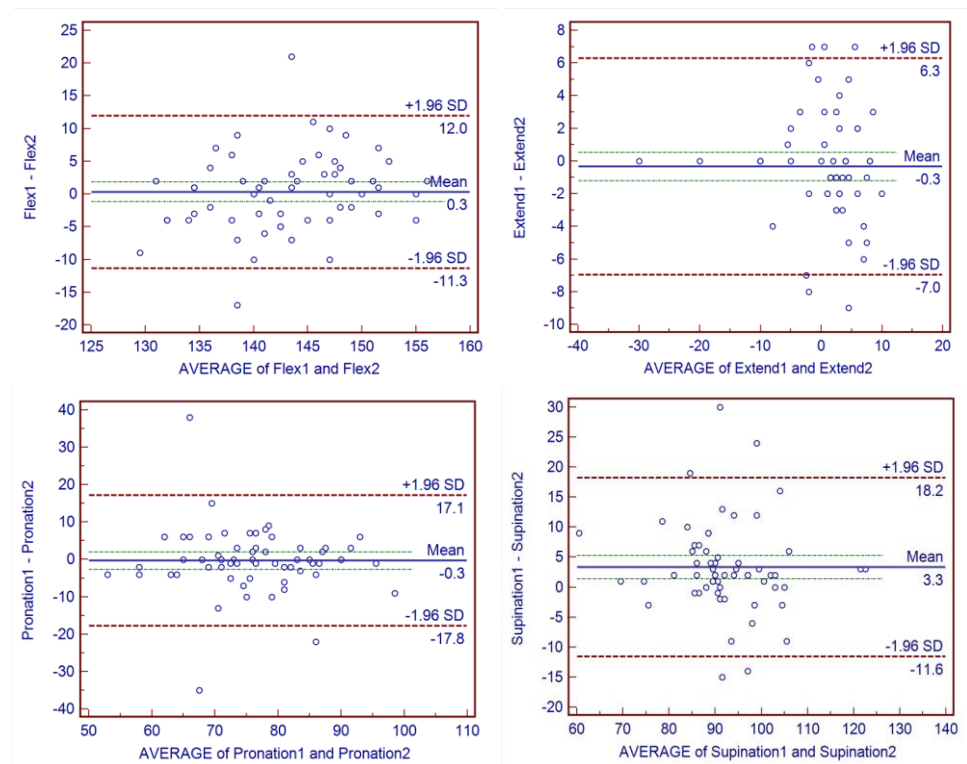 25
20
15
10
5
0
-5
-10
-15
-20
Flex1 - Flex2
+1.96 SD
12.0
Mean
0.3
-1.96 SD
-11.3
125 130 135 140 145 150 155 160
AVERAGE of Flex1 and Flex2
8
6
4
2
0
-2
-4
-6
-8
-10
Extend1 - Extend2
+1.96 SD
6.3
Mean
-0.3
-1.96 SD
-7.0
-40 -30 -20 -10 0 10 20
AVERAGE of Extend1 and Extend2
40
30
20
10
0
-10
-20
-30
-40
Pronation1 - Pronation2
+1.96 SD
17.1
Mean
-0.3
-1.96 SD
-17.8
50 60 70 80 90 100 110
AVERAGE of Pronation1 and Pronation2
30
25
20
15
10
5
0
-5
-10
-15
-20
Supination1 - Supination2
+1.96 SD
18.2
Mean
3.3
-1.96 SD
-11.6
60 70 80 90 100 110 120 130 140
AVERAGE of Supination1 and Supination2